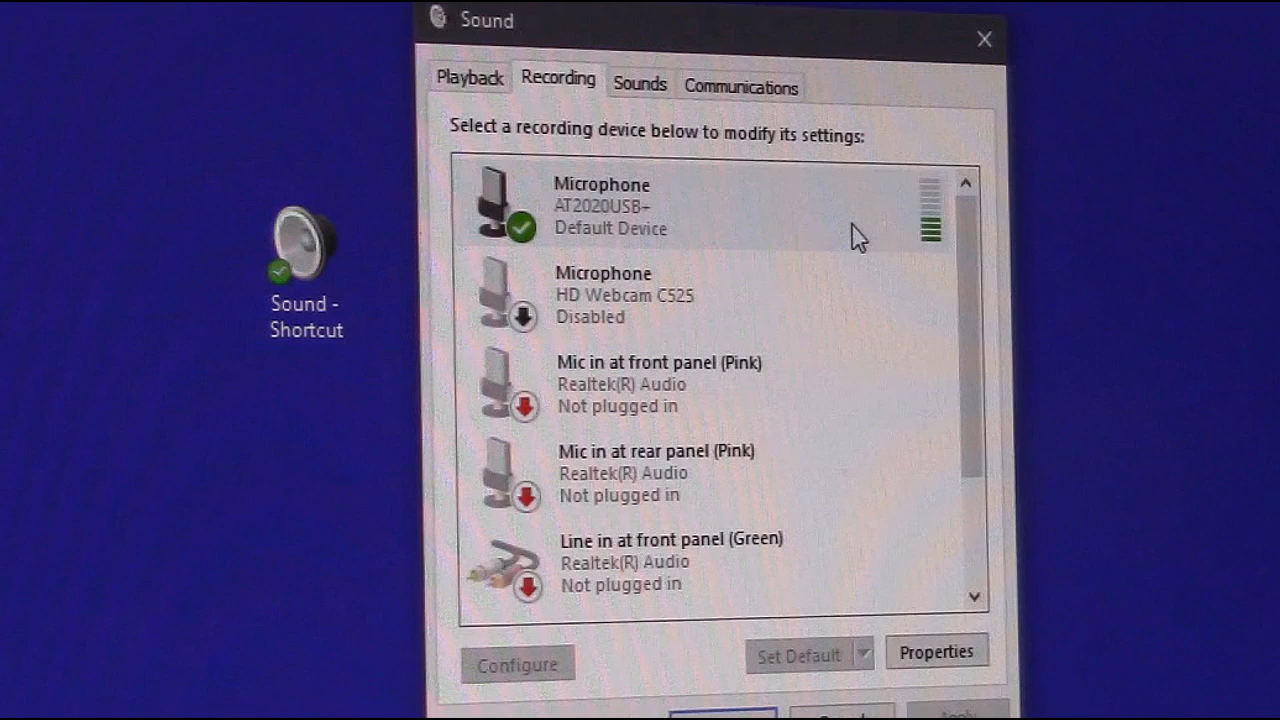 Sound
Playback
Recording
Sounds
Communications
Select a recording device below to modify its settings:
Microphone
AT2020USB+
Default Device
Microphone
HD Webcam C525
Disabled
Mic in at front panel (Pink)
Realtek(R) Audio
Not plugged in
Mic in at rear panel (Pink)
Realtek(R) Audio
Not plugged in
Line in at front panel (Green)
Realtek(R) Audio
Not plugged in
Configure
Set Default
Properties
Sound -
Shortcut